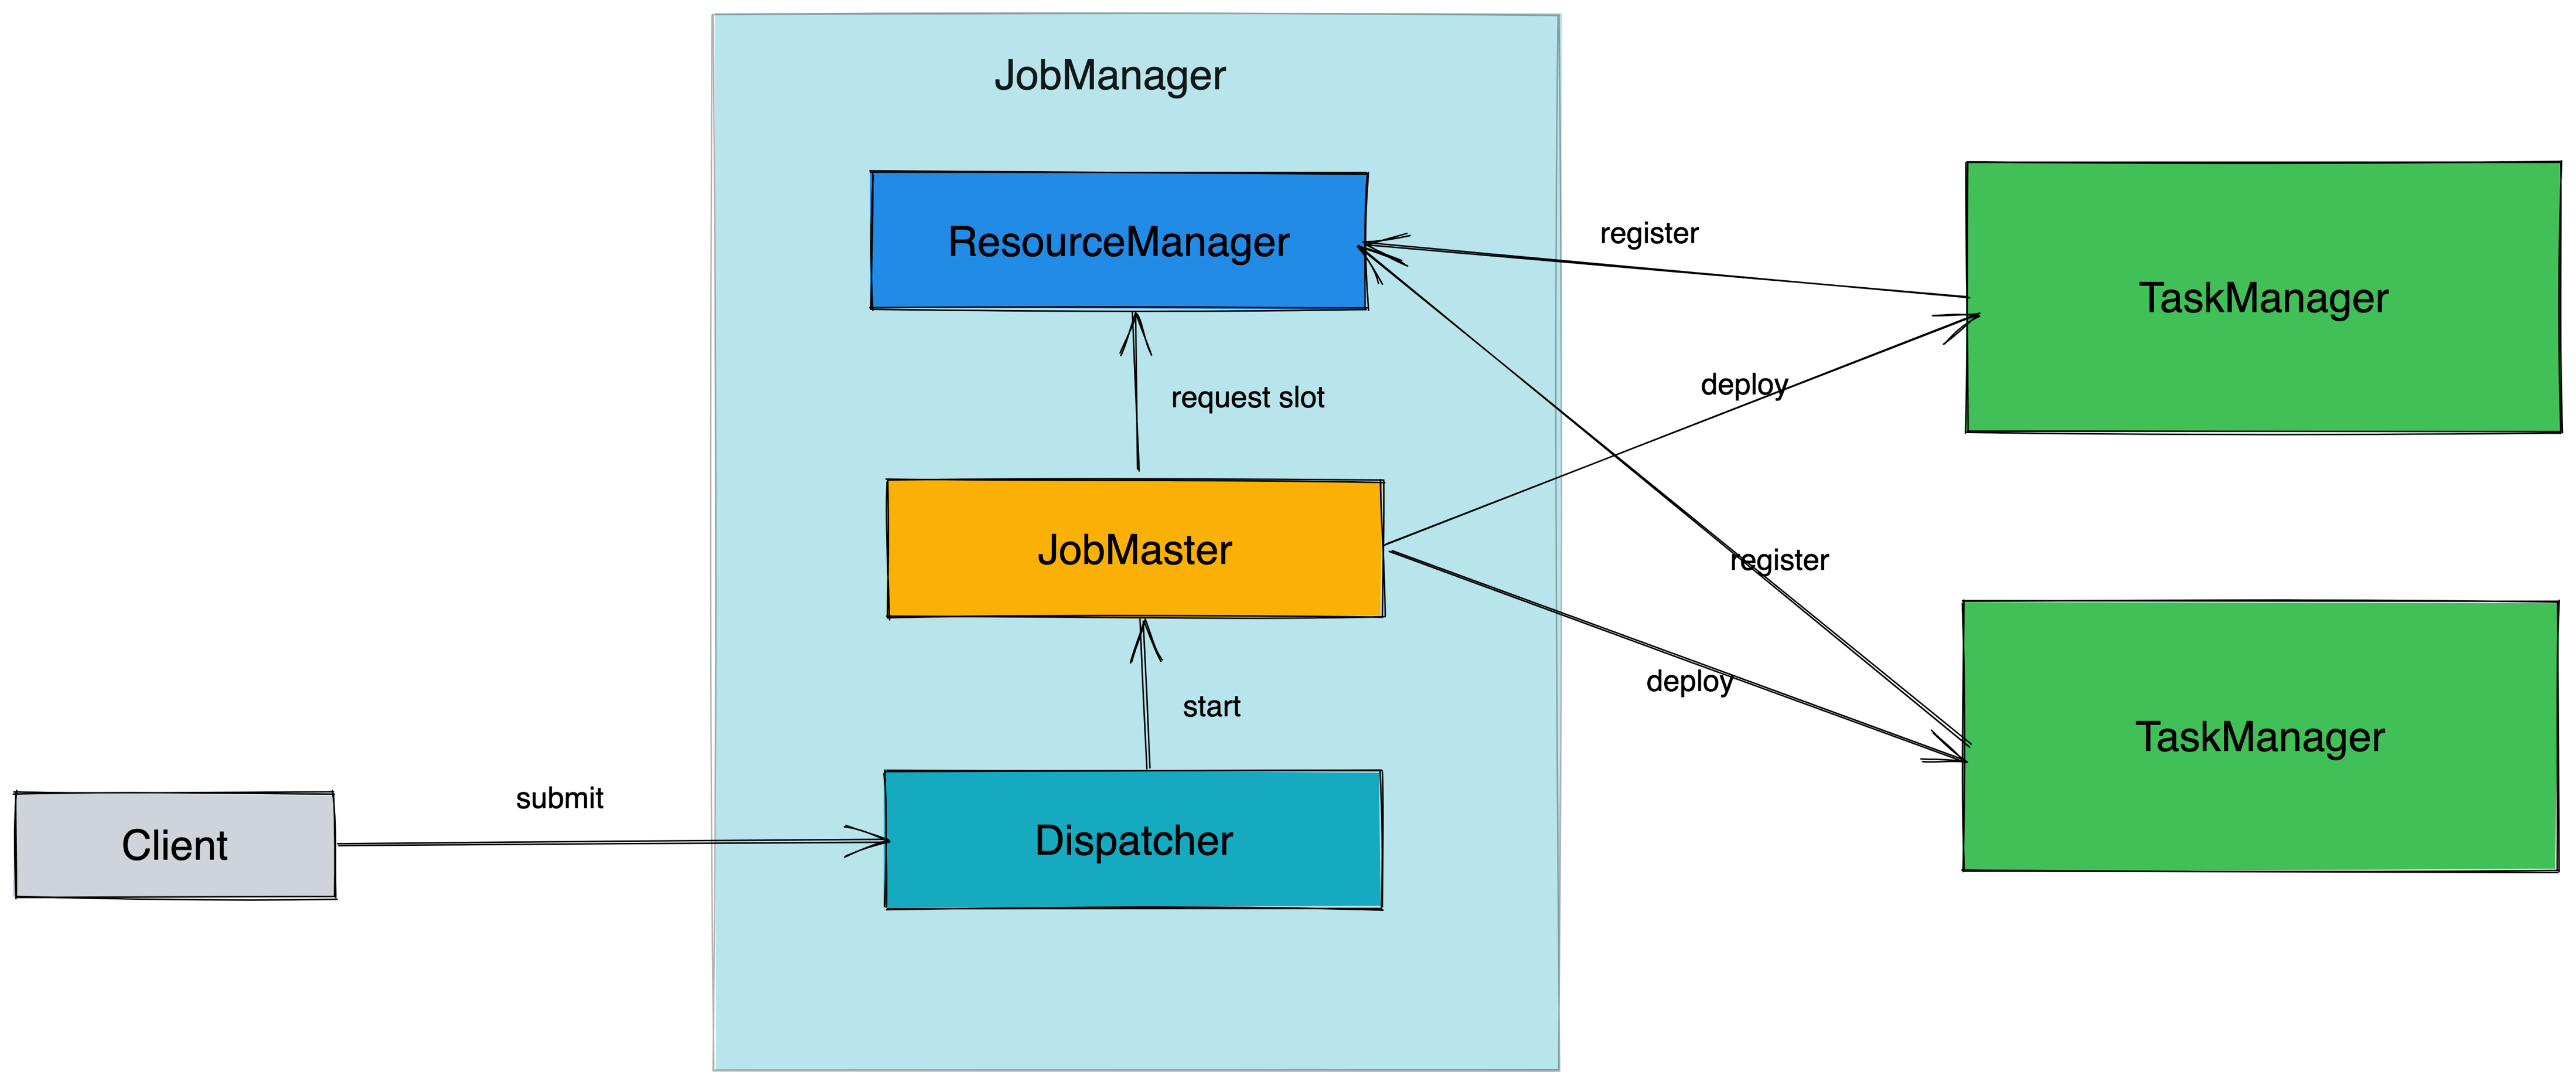 JobManager
ResourceManager
register
TaskManager
deploy
request slot
JobMaster
register
deploy
start
TaskManager
submit
Client
Dispatcher